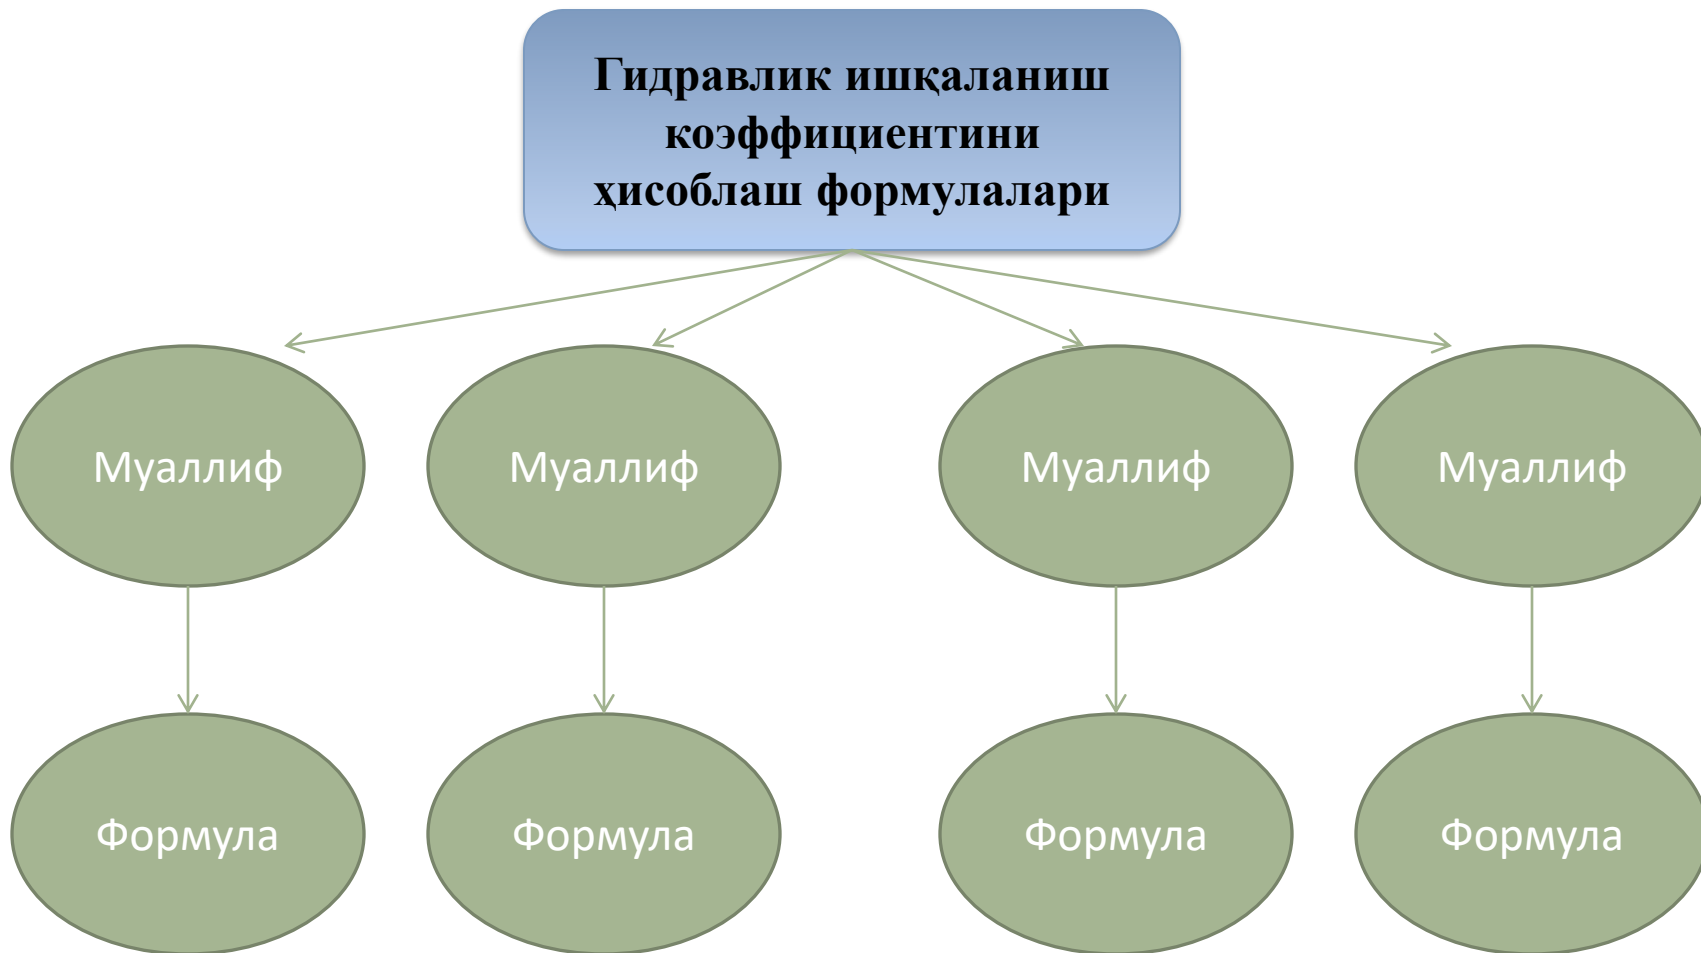 Гидравлик ишқаланиш
коэффициентини
ҳисоблаш формулалари
Муаллиф
Муаллиф
Муаллиф
Муаллиф
Формула
Формула
Формула
Формула